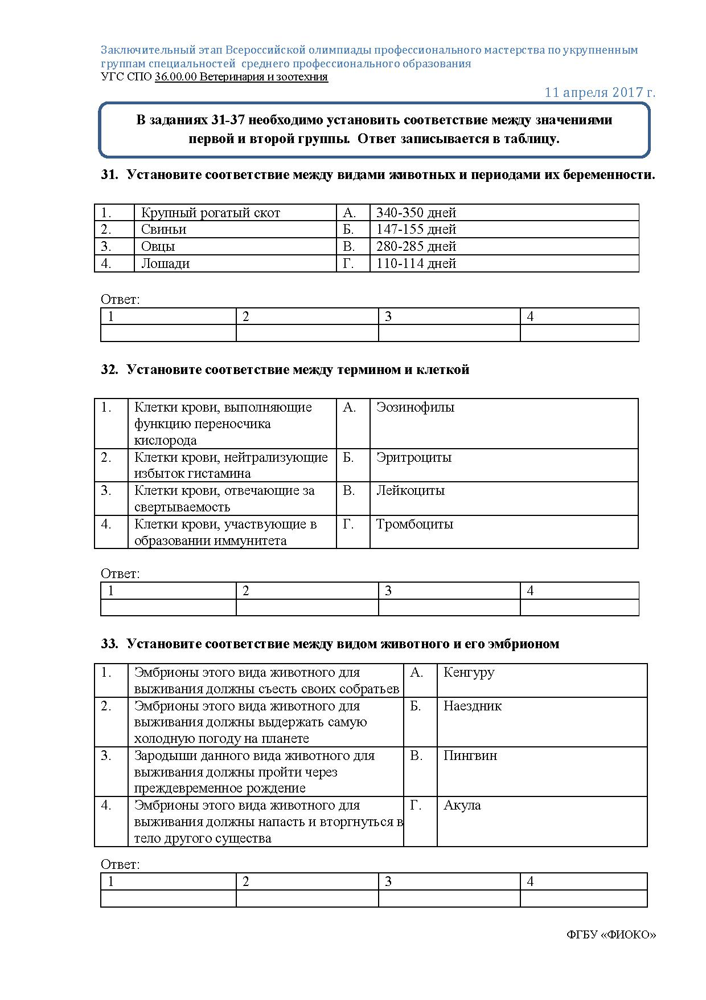 Заключительный этап Всероссийской олимпиады профессионального мастерства по укрупненным
группам специальностей среднего профессионального образования
УГС СПО 36.00.00 Ветеринария и зоотехния
11 апреля 2017 г.
В заданиях 31-37 необходимо установить соответствие между значениями
первой и второй группы. Ответ записывается в таблицу.
31. Установите соответствие между видами животных и периодами их беременности.
1. Крупный рогатый скот А. 340-350 дней
2. Свиньи Б. 147-155 дней
3. Овцы В. 280-285 дней
4. Лошади Г. 110-114 дней
Ответ:
1 2 3 4
32. Установите соответствие между термином и клеткой
1. Клетки крови, выполняющие А. Эозинофилы
функцию переносчика
кислорода
2. Клетки крови, нейтрализующие Б. Эритроциты
избыток гистамина
3. Клетки крови, отвечающие за В. Лейкоциты
свертываемость
4. Клетки крови, участвующие в Г. Тромбоциты
образовании иммунитета
Ответ:
1 2 3 4
33. Установите соответствие между видом животного и его эмбрионом
1. Эмбрионы этого вида животного для А. Кенгуру
выживания должны съесть своих собратьев
2. Эмбрионы этого вида животного для Б. Наездник
выживания должны выдержать самую
холодную погоду на планете
3. Зародыши данного вида животного для В. Пингвин
выживания должны пройти через
преждевременное рождение
4. Эмбрионы этого вида животного для Г. Акула
выживания должны напасть и вторгнуться в
тело другого существа
Ответ:
1 2 3 4
ФГБУ «ФИОКО»